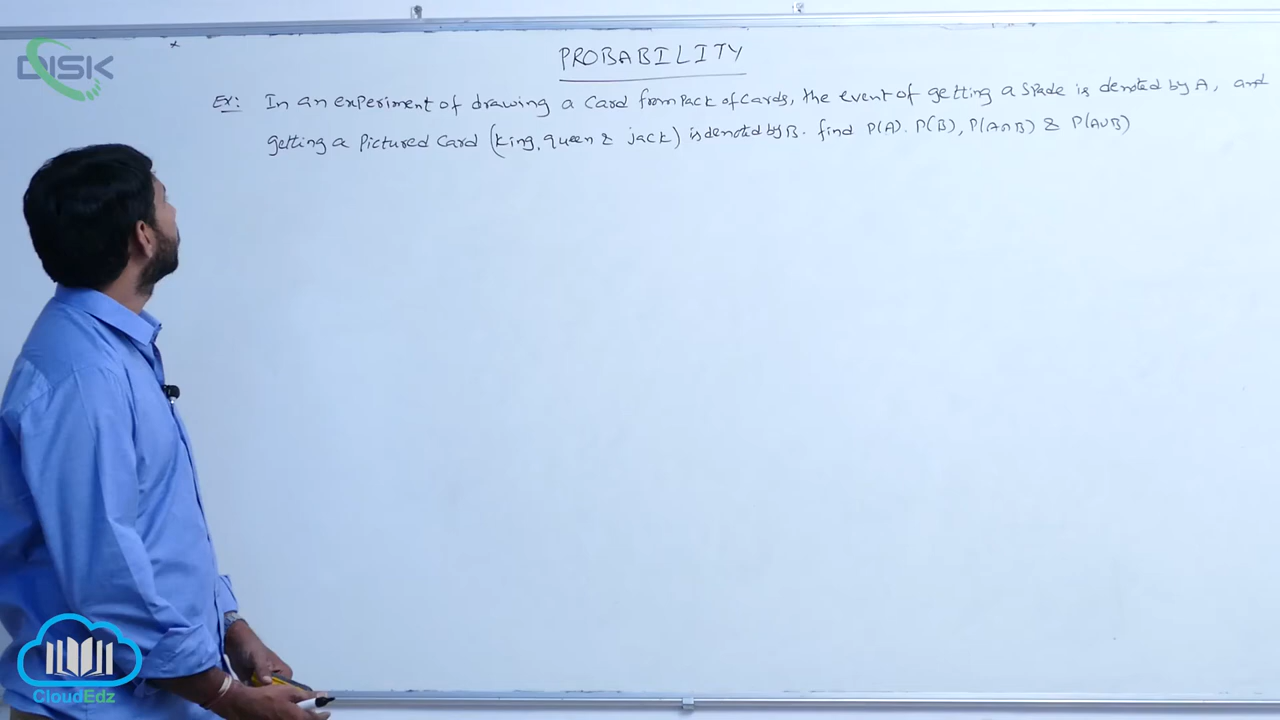 DISK
PROBABILITY
Ex: In an experiment of drawing a card from pack of cards, the event of getting a spade is denoted by A, and
getting a pictured card (king, queen & jack) is denoted by B. find P(A). P(B), P(A∩B) & P(A∪B)
CloudEdz